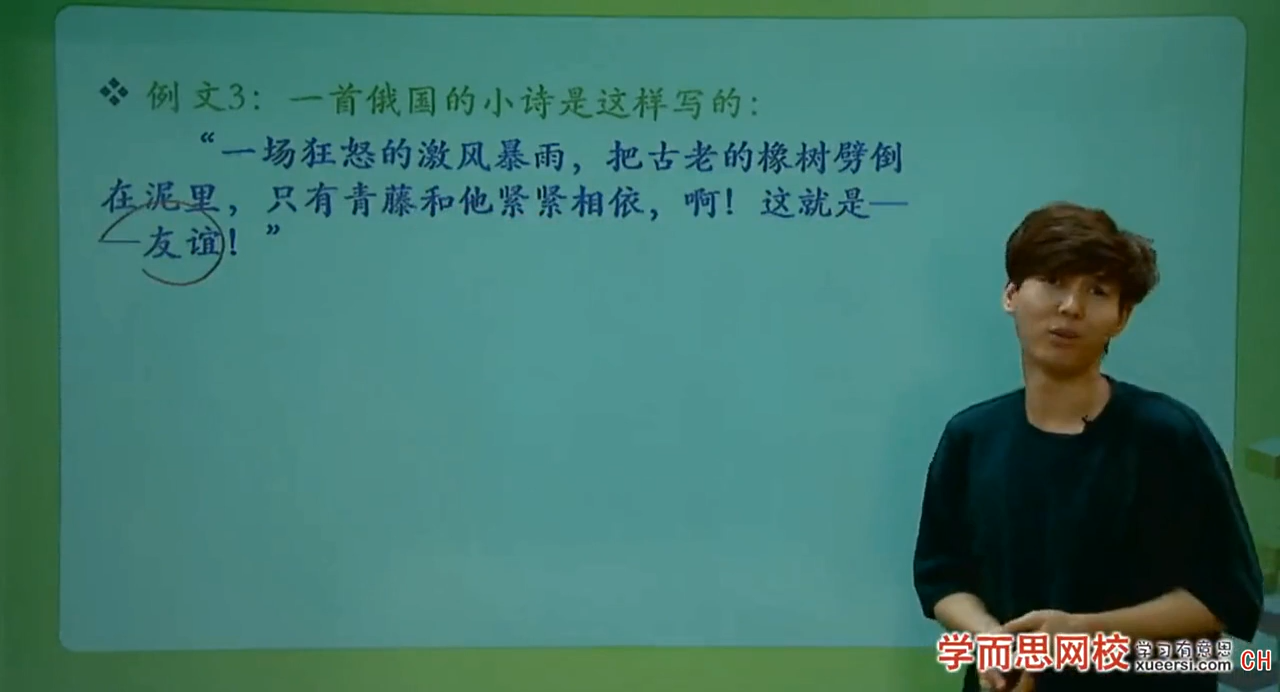 例文3：一首俄国的小诗是这样写的：
“一场狂怒的激风暴雨，把古老的橡树劈倒
在泥里，只有青藤和他紧紧相依，啊！这就是—
—友谊！”
学而思网校 学习有意思
xueersi.com CH